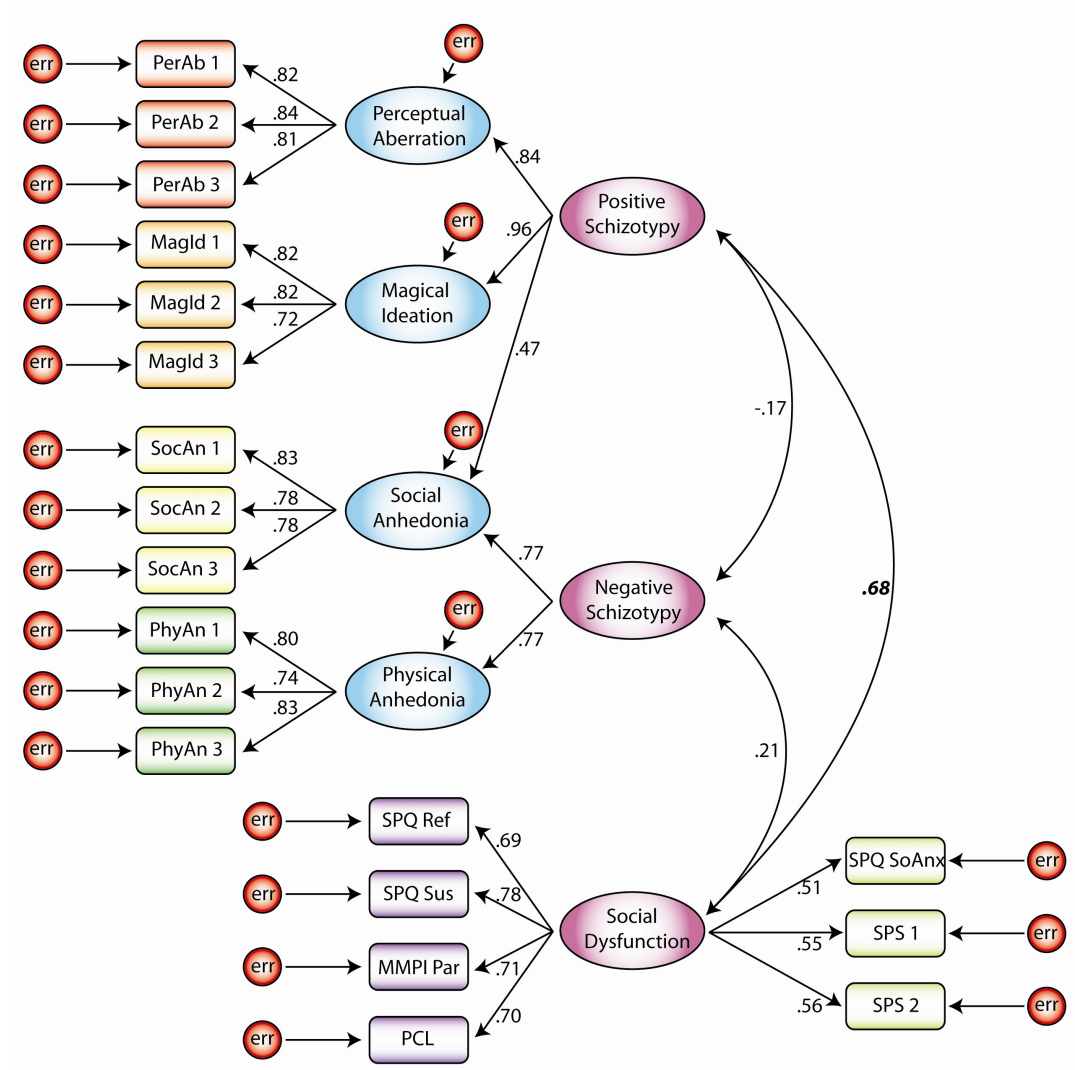 err
err
PerAb 1
.82
Perceptual
Aberration
err
PerAb 2
.84
.81
err
PerAb 3
.84
Positive
Schizotypy
err
MagId 1
.82
err
.96
err
MagId 2
.82
.72
Magical
Ideation
err
MagId 3
.47
-.17
err
SocAn 1
.83
err
err
SocAn 2
.78
.78
Social
Anhedonia
err
SocAn 3
.77
Negative
Schizotypy
.68
err
PhyAn 1
.80
err
.77
err
PhyAn 2
.74
.83
Physical
Anhedonia
err
PhyAn 3
.21
err
SPQ Ref
.69
SPQ SoAnx
err
err
SPQ Sus
.78
.51
Social
Dysfunction
SPS 1
err
.55
err
MMPI Par
.71
.56
SPS 2
err
err
PCL
.70